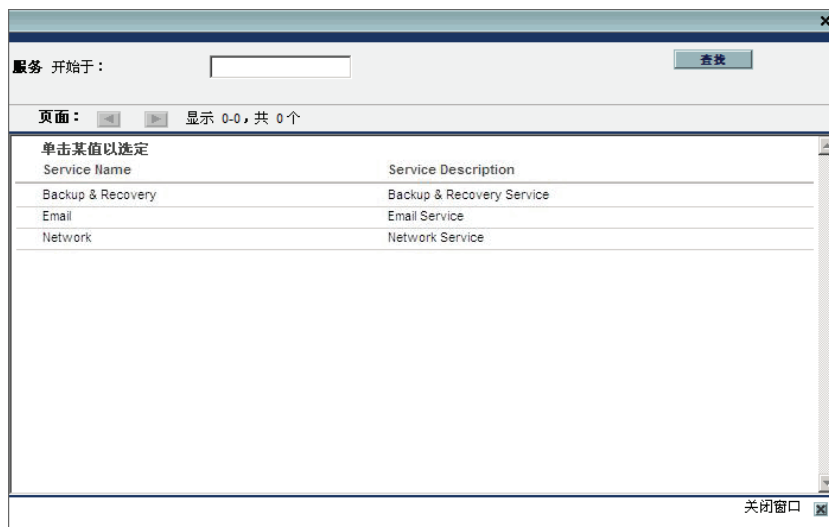 服务 开始于：
查找
页面： 显示 0-0，共 0个
单击某值以选定
Service Name Service Description
Backup & Recovery Backup & Recovery Service
Email Email Service
Network Network Service
关闭窗口